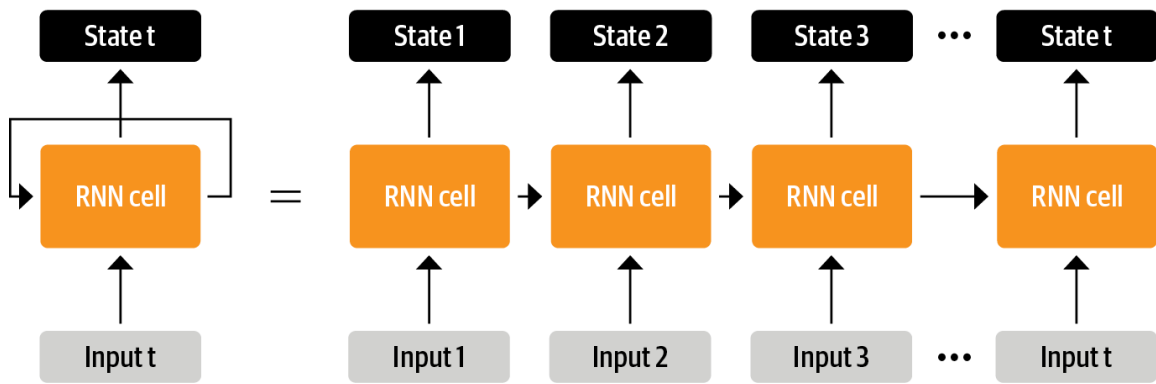 State t
State 1
State 2
State 3
•••
State t
RNN cell
=
RNN cell
RNN cell
RNN cell
RNN cell
Input t
Input 1
Input 2
Input 3
•••
Input t